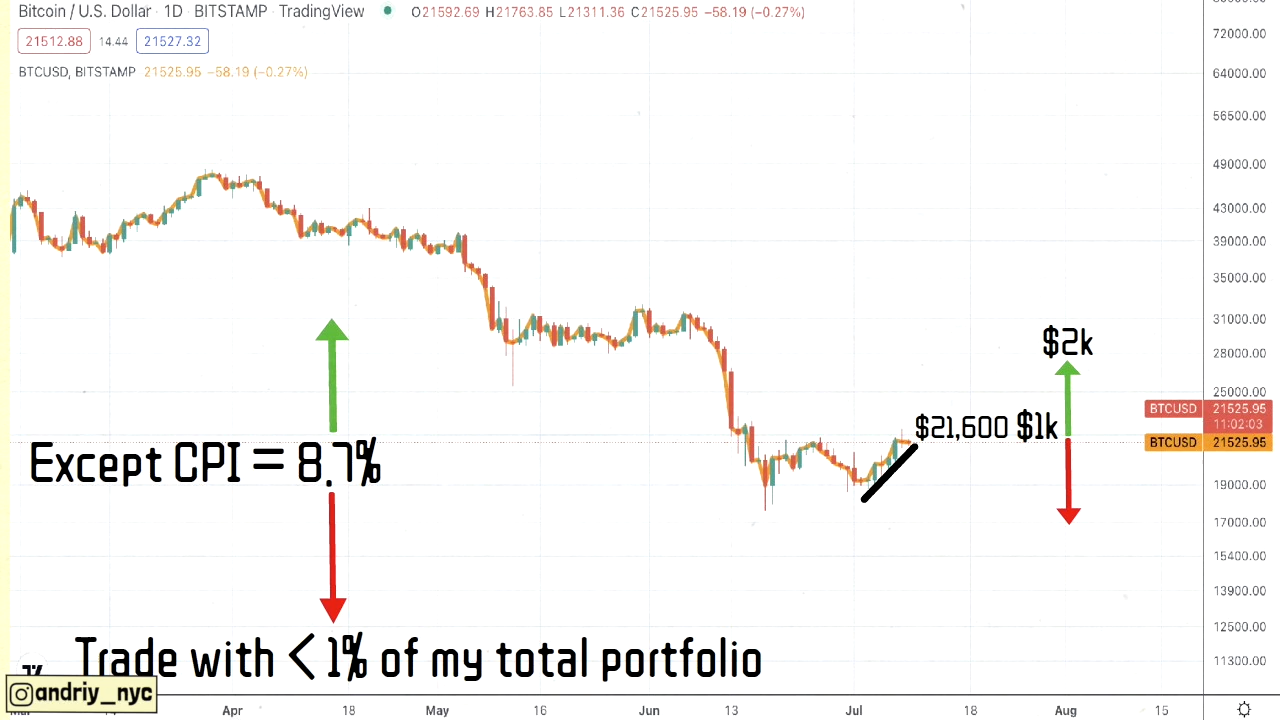 Bitcoin / U.S. Dollar · 1D · BITSTAMP · TradingView O21592.69 H21763.85 L21311.36 C21525.95 −58.19 (−0.27%)
21512.88 14.44 21527.32
BTCUSD, BITSTAMP 21525.95 −58.19 (−0.27%)
72000.00
64000.00
56500.00
49000.00
43000.00
39000.00
35000.00
31000.00
$2k
28000.00
25000.00
BTCUSD 21525.95
11:02:03
$21,600 $1k
BTCUSD 21525.95
Except CPI = 8.7%
19000.00
17000.00
15400.00
13900.00
12500.00
Trade with < 1% of my total portfolio
11300.00
andriy_nyc
Apr 18 May 16 Jun 13 Jul 18 Aug 15